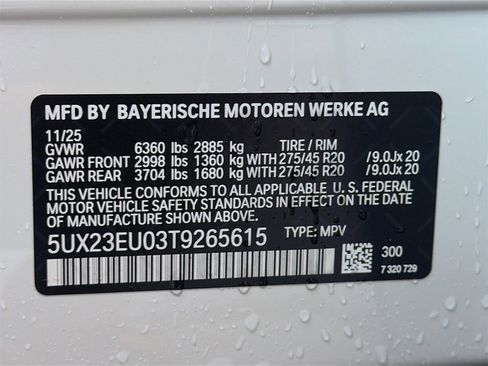 MFD BY BAYERISCHE MOTOREN WERKE AG
11/25
GVWR 6360 lbs 2885 kg TIRE / RIM
GAWR FRONT 2998 lbs 1360 kg WITH 275/45 R20 /9.0Jx 20
GAWR REAR 3704 lbs 1680 kg WITH 275/45 R20 /9.0Jx 20
THIS VEHICLE CONFORMS TO ALL APPLICABLE U.S. FEDERAL
MOTOR VEHICLE SAFETY STANDARDS IN EFFECT ON THE DATE
OF MANUFACTURE SHOWN ABOVE.
5UX23EU03T9265615 TYPE: MPV
300
7 320 729